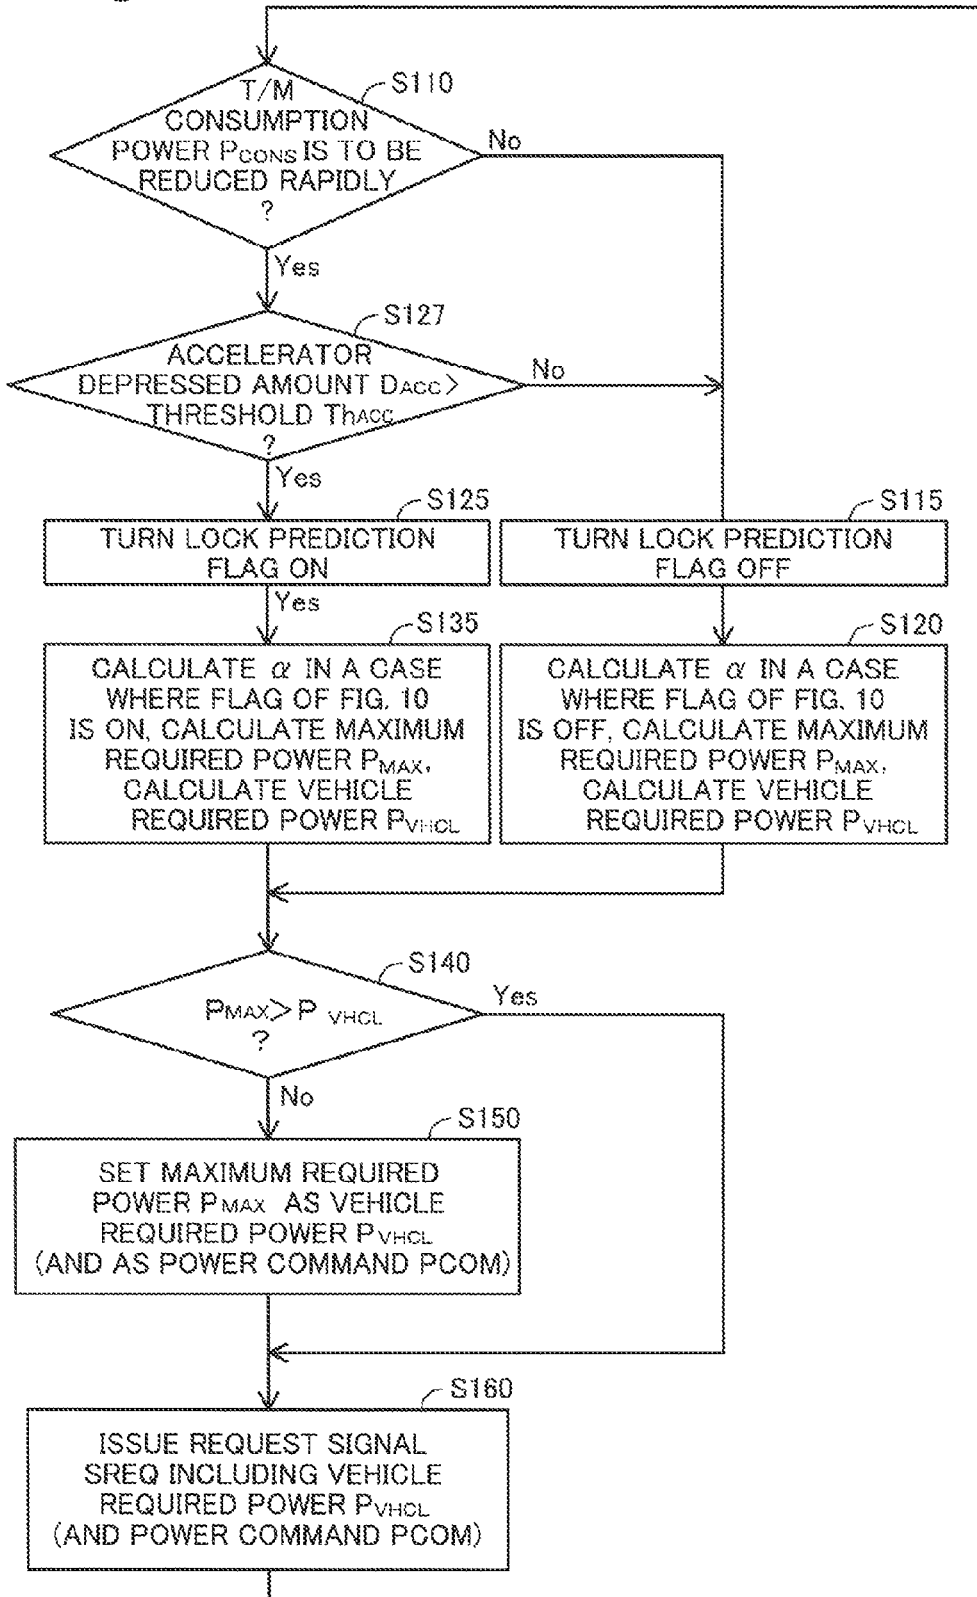 S110
T/M
CONSUMPTION
POWER PCONS IS TO BE
REDUCED RAPIDLY
?
No
Yes
S127
ACCELERATOR
DEPRESSED AMOUNT DACC>
THRESHOLD ThACC
?
No
Yes
S125
TURN LOCK PREDICTION
FLAG ON
S115
TURN LOCK PREDICTION
FLAG OFF
Yes
S135
CALCULATE α IN A CASE
WHERE FLAG OF FIG. 10
IS ON, CALCULATE MAXIMUM
REQUIRED POWER PMAX,
CALCULATE VEHICLE
REQUIRED POWER PVHCL
S120
CALCULATE α IN A CASE
WHERE FLAG OF FIG. 10
IS OFF, CALCULATE MAXIMUM
REQUIRED POWER PMAX,
CALCULATE VEHICLE
REQUIRED POWER PVHCL
S140
PMAX>P VHCL
?
Yes
No
S150
SET MAXIMUM REQUIRED
POWER PMAX AS VEHICLE
REQUIRED POWER PVHCL
(AND AS POWER COMMAND PCOM)
S160
ISSUE REQUEST SIGNAL
SREQ INCLUDING VEHICLE
REQUIRED POWER PVHCL
(AND POWER COMMAND PCOM)